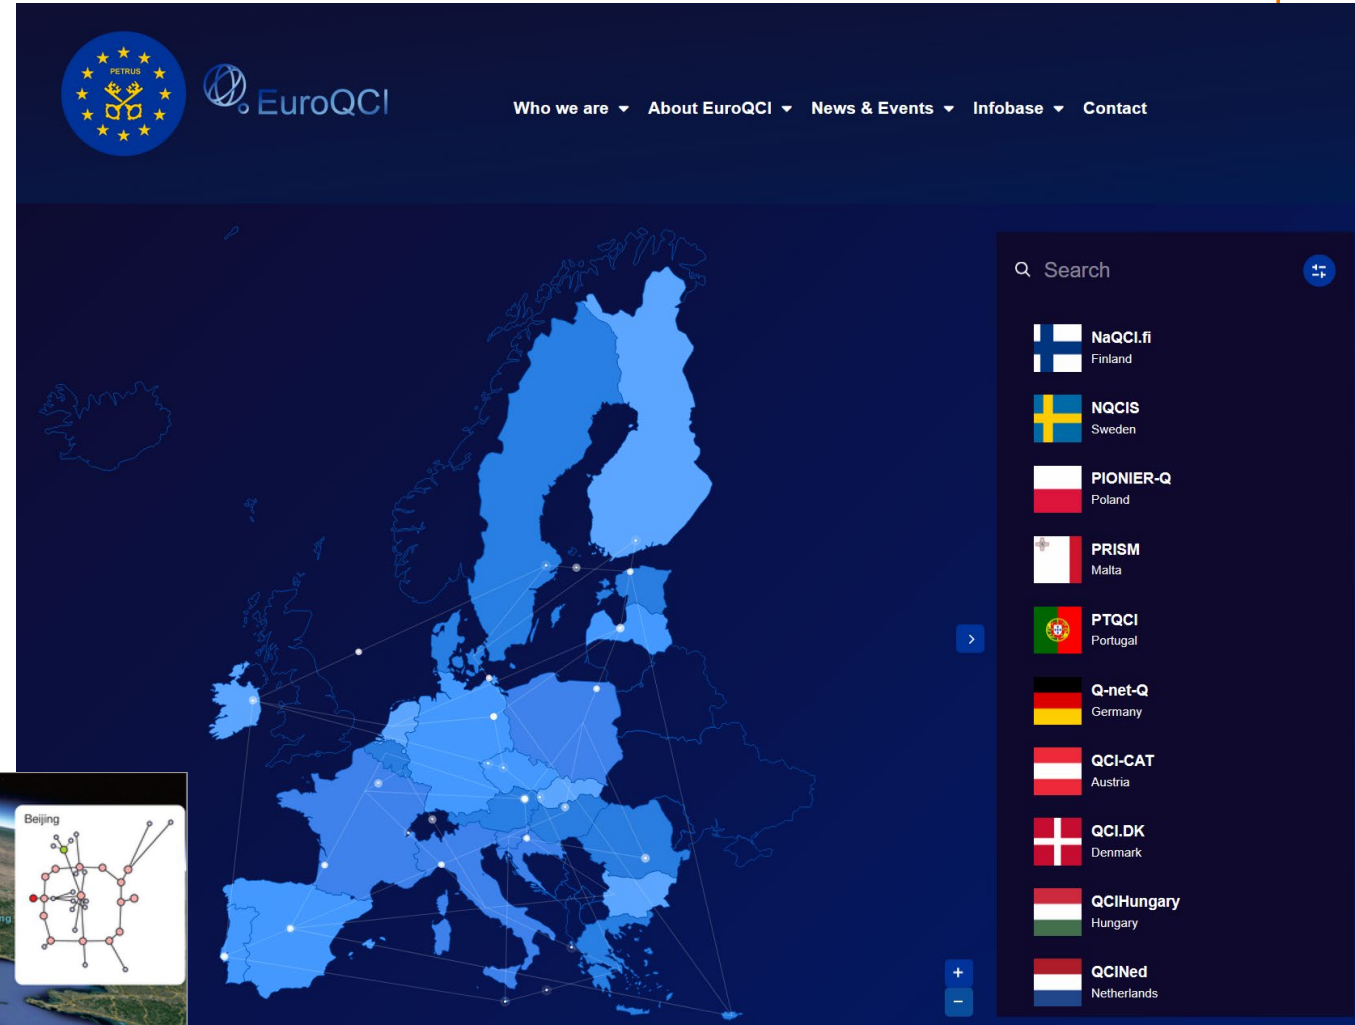 PETRUS
EuroQCI
Who we are
About EuroQCI
News & Events
Infobase
Contact
Search
NaQCI.fi
Finland
NQCIS
Sweden
PIONIER-Q
Poland
PRISM
Malta
PTQCI
Portugal
Q-net-Q
Germany
QCI-CAT
Austria
QCI.DK
Denmark
QCIHungary
Hungary
QCINed
Netherlands
+
−
Beijing